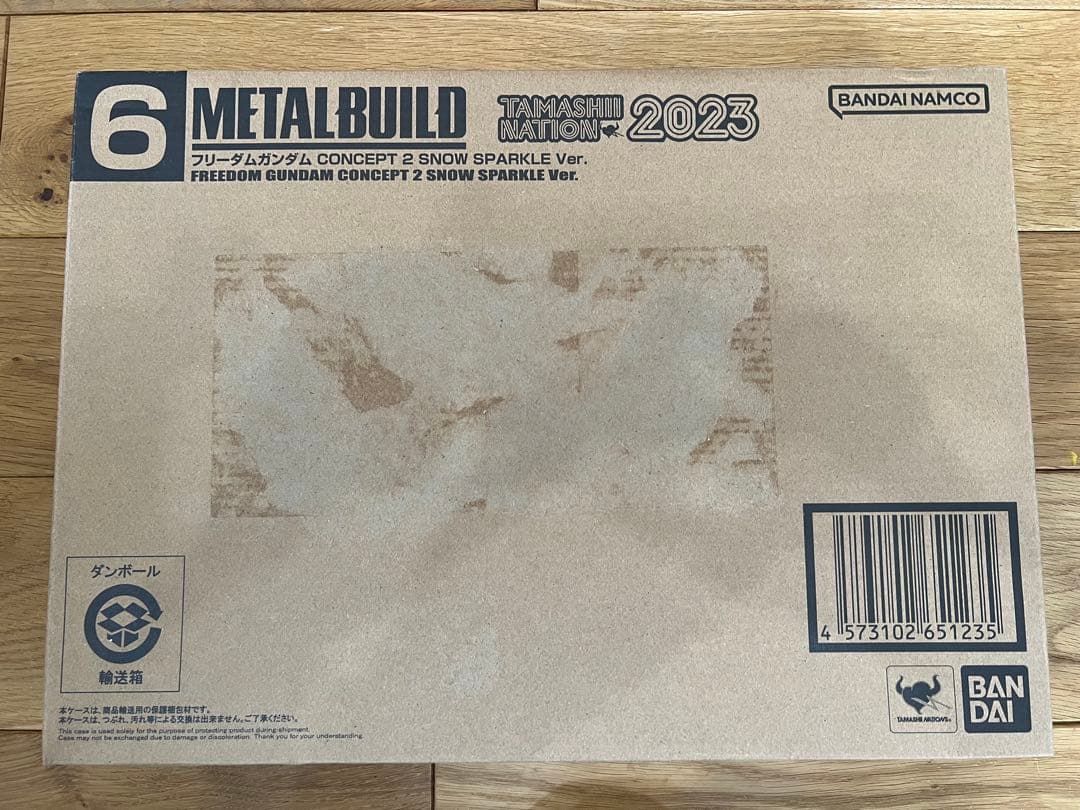 6
METAL BUILD
TAMASHII NATION 2023
BANDAI NAMCO
フリーダムガンダム CONCEPT 2 SNOW SPARKLE Ver.
FREEDOM GUNDAM CONCEPT 2 SNOW SPARKLE Ver.
ダンボール
輸送箱
4 573102 651235
TAMASHII NATIONS
BAN
DAI
本ケースは、商品輸送用の保護梱包材です。
本ケースは、つぶれ、汚れ等による交換は出来ません。ご了承ください。
This case is used solely for the purpose of protecting product during shipment.
Case may not be exchanged due to damage or discoloration. Thank you for your understanding.